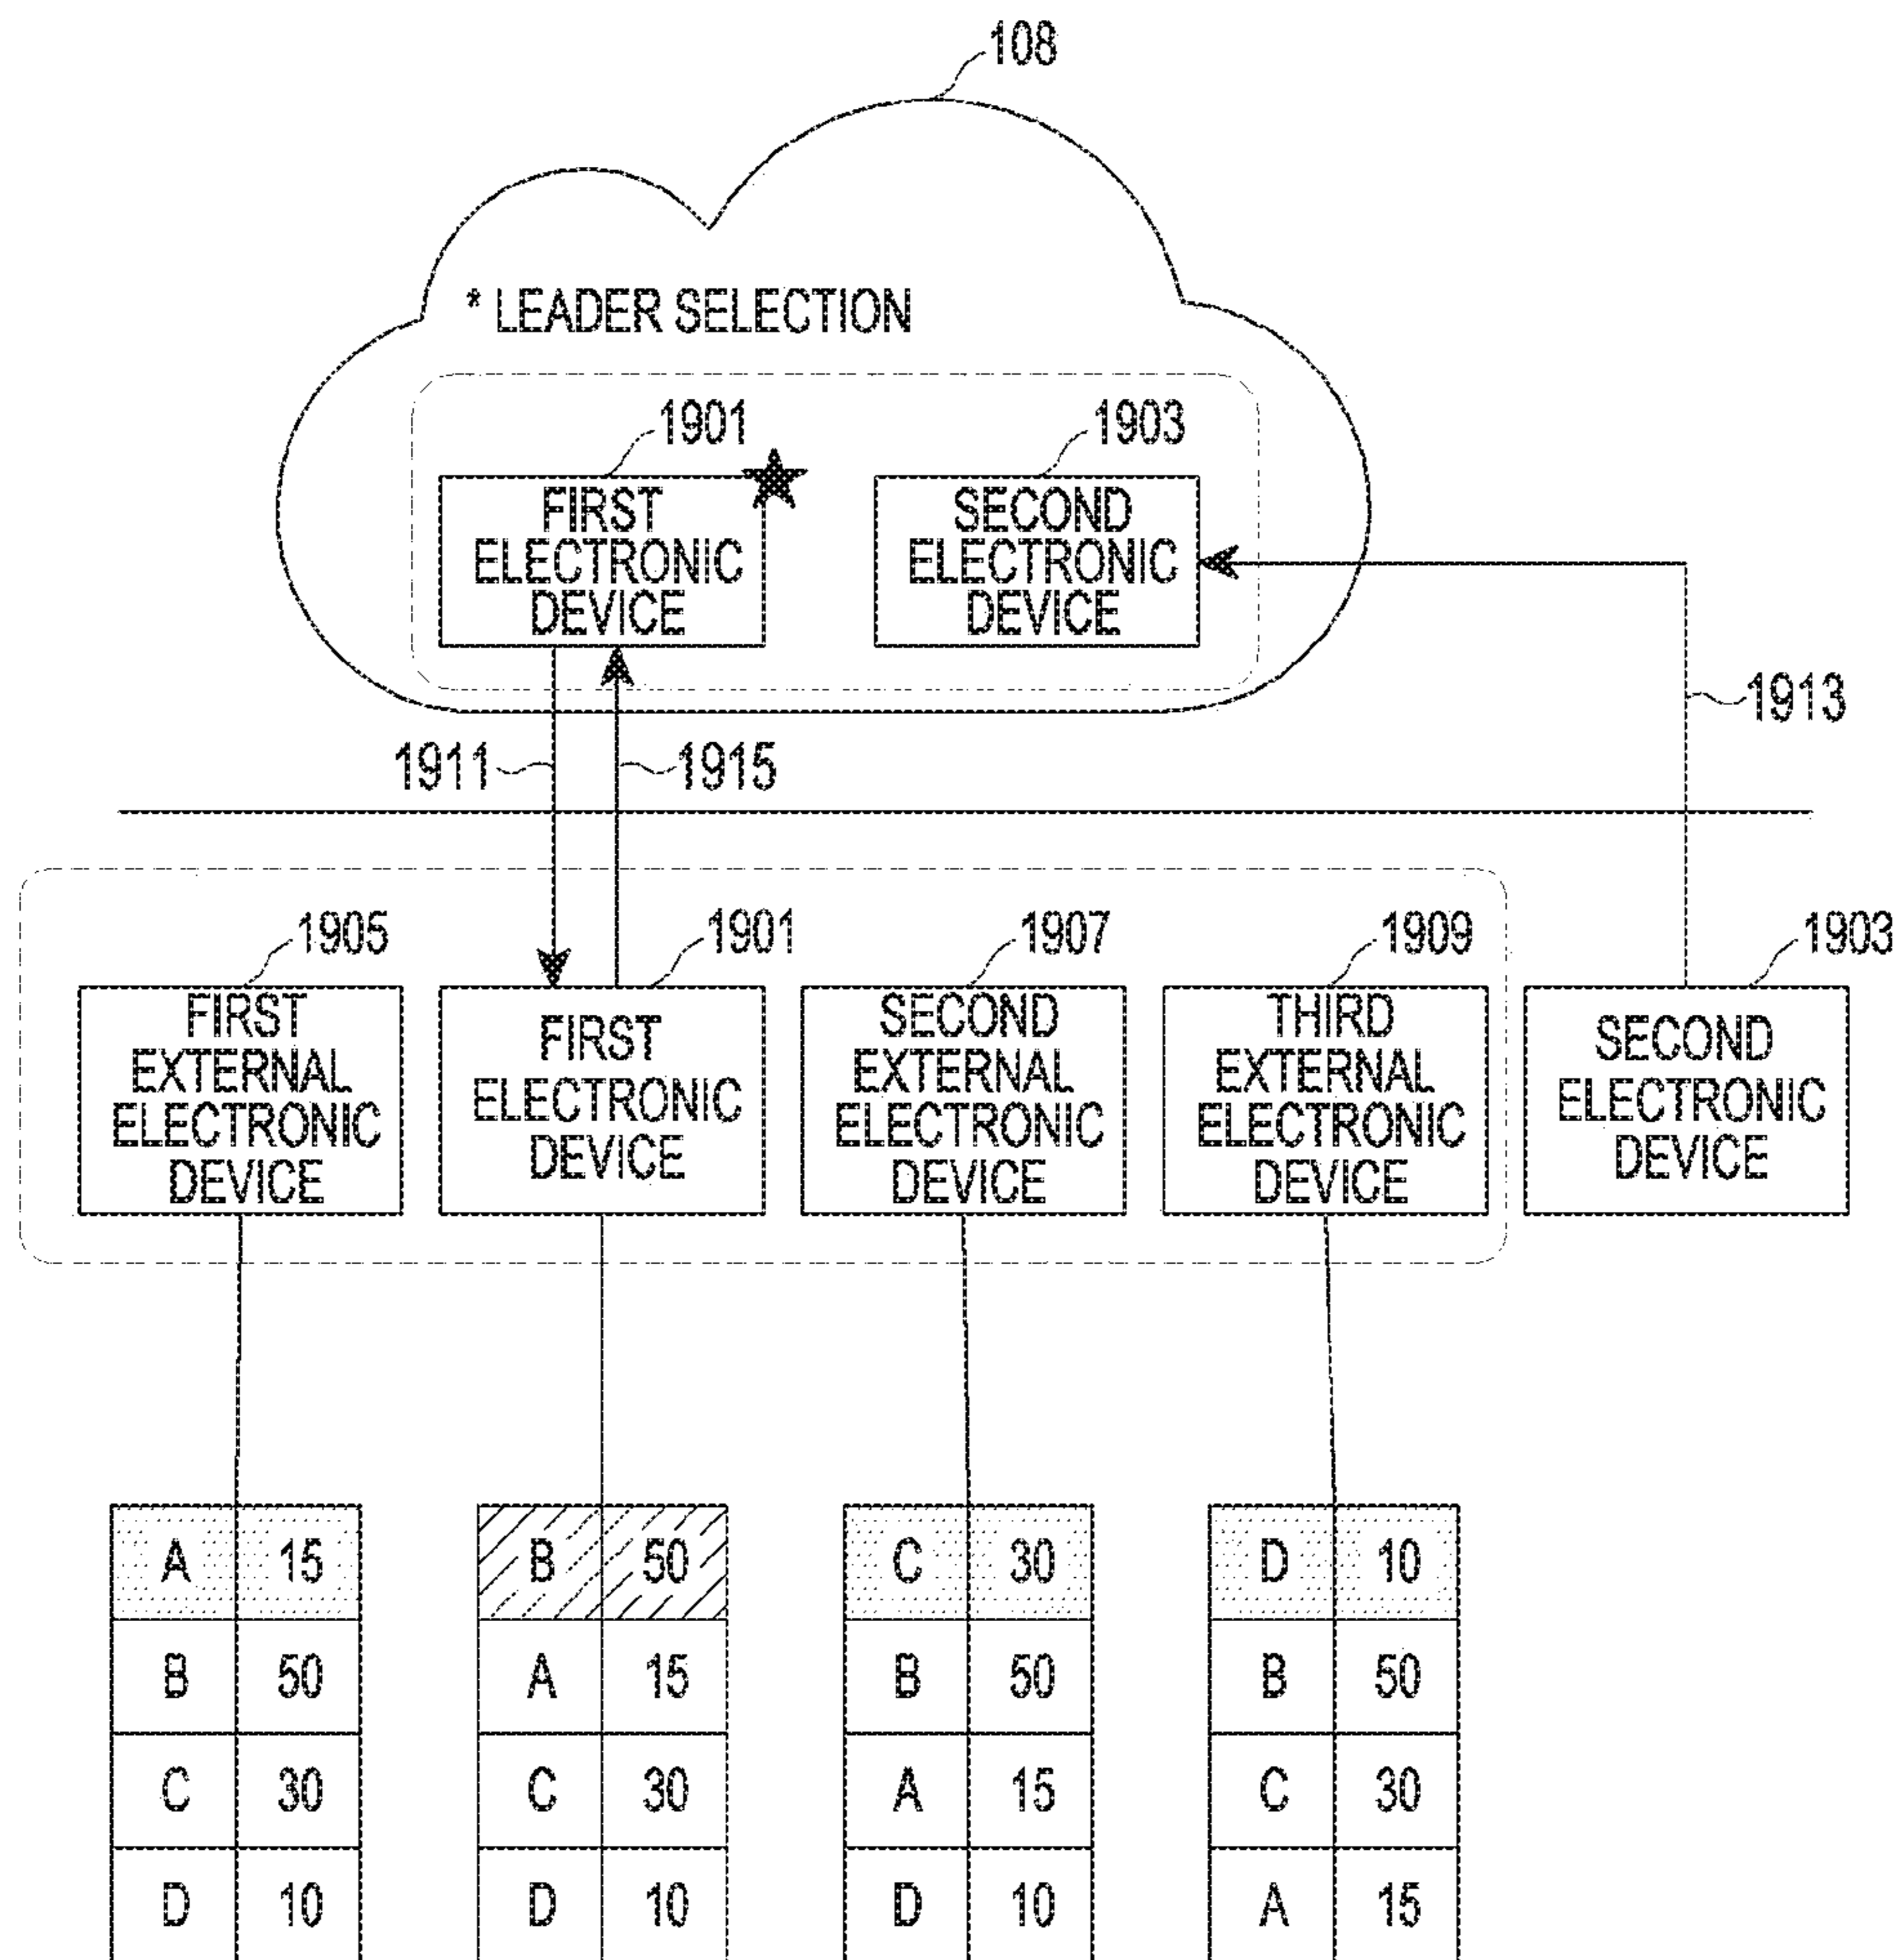 108
* LEADER SELECTION
1901
1903
FIRST
ELECTRONIC
DEVICE
SECOND
ELECTRONIC
DEVICE
1913
1911
1915
1905
1901
1907
1909
1903
FIRST
EXTERNAL
ELECTRONIC
DEVICE
FIRST
ELECTRONIC
DEVICE
SECOND
EXTERNAL
ELECTRONIC
DEVICE
THIRD
EXTERNAL
ELECTRONIC
DEVICE
SECOND
ELECTRONIC
DEVICE
A 15
B 50
C 30
D 10
B 50
A 15
C 30
D 10
C 30
B 50
A 15
D 10
D 10
B 50
C 30
A 15